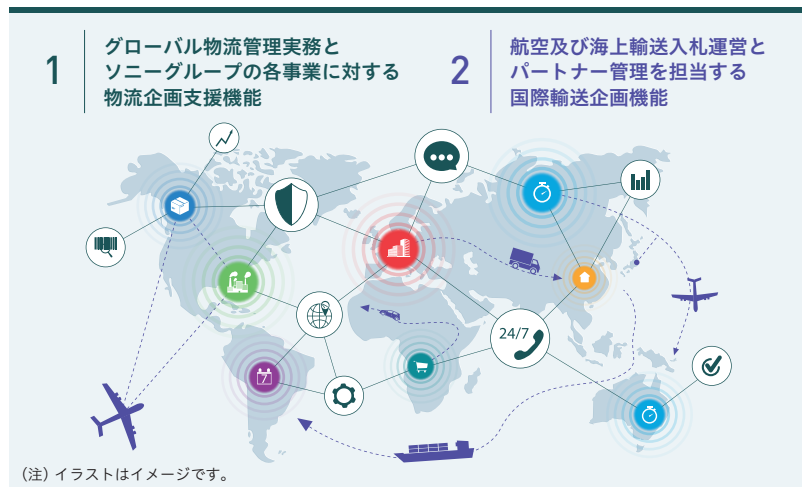 1
グローバル物流管理実務と
ソニーグループの各事業に対する
物流企画支援機能
2
航空及び海上輸送入札運営と
パートナー管理を担当する
国際輸送企画機能
24/7
7
（注）イラストはイメージです。